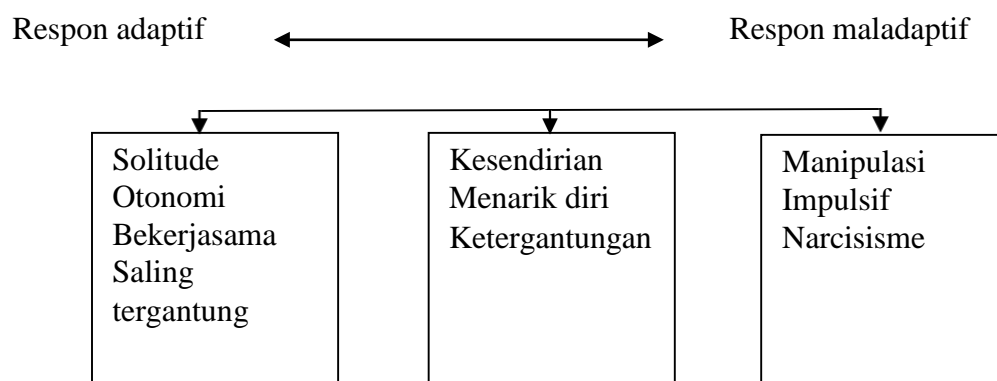 Respon adaptif
Respon maladaptif
Solitude
Otonomi
Bekerjasama
Saling
tergantung
Kesendirian
Menarik diri
Ketergantungan
Manipulasi
Impulsif
Narcisisme